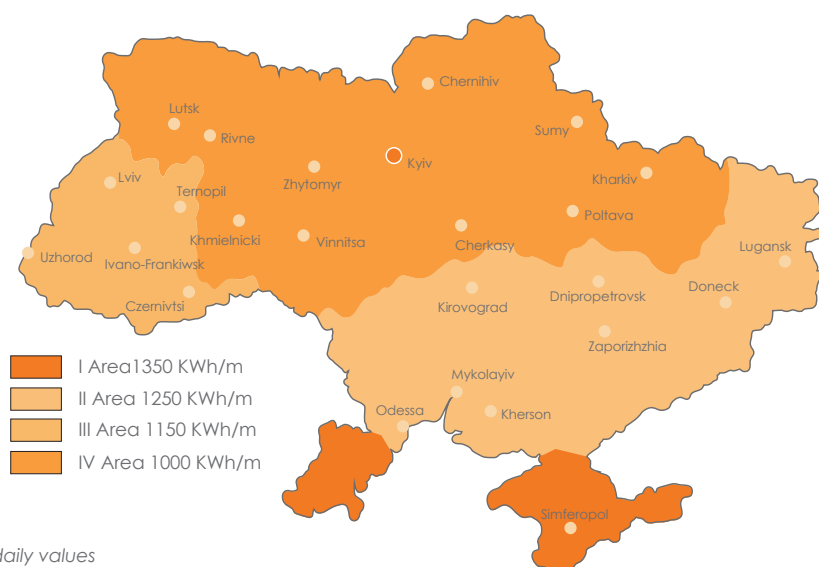 Chernihiv
Lutsk
Sumy
Rivne
Kyiv
Kharkiv
Lviv
Zhytomyr
Ternopil
Poltava
Khmielnicki
Vinnitsa
Cherkasy
Lugansk
Uzhorod
Ivano-Frankiwsk
Doneck
Dnipropetrovsk
Czernivtsi
Kirovograd
Zaporizhzhia
I Area1350 KWh/m
Mykolayiv
II Area 1250 KWh/m
Odessa
Kherson
III Area 1150 KWh/m
IV Area 1000 KWh/m
Simferopol
daily values